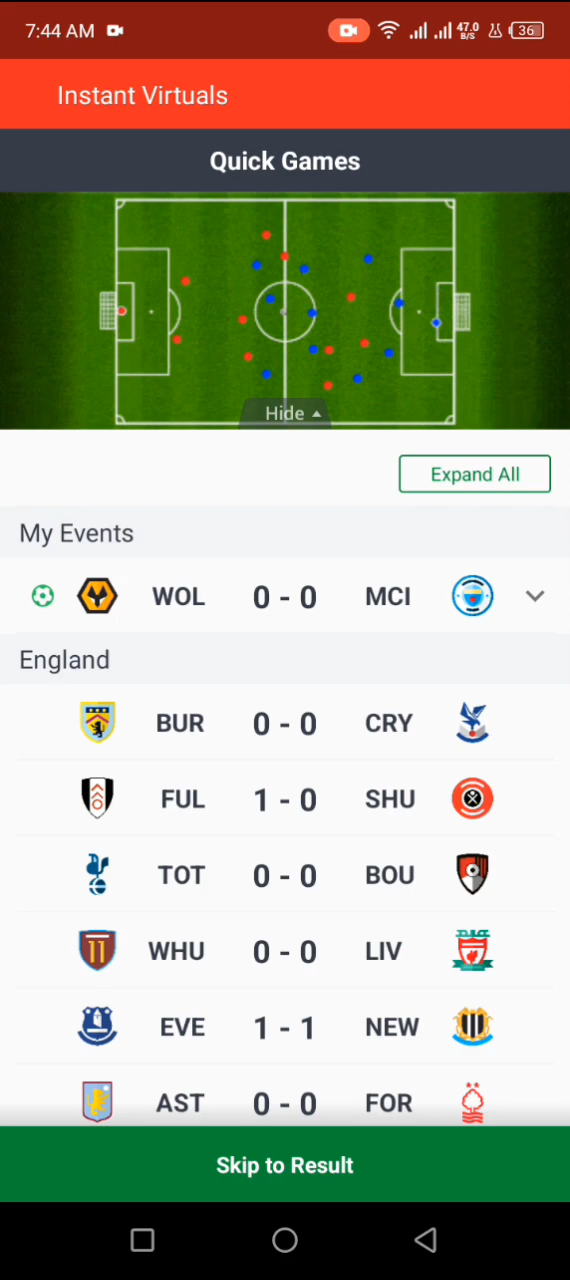 7:44 AM 47.0 B/S 36
Instant Virtuals
Quick Games
Hide
Expand All
My Events
WOL 0 - 0 MCI
England
BUR 0 - 0 CRY
FUL 1 - 0 SHU
TOT 0 - 0 BOU
WHU 0 - 0 LIV
EVE 1 - 1 NEW
AST 0 - 0 FOR
Skip to Result